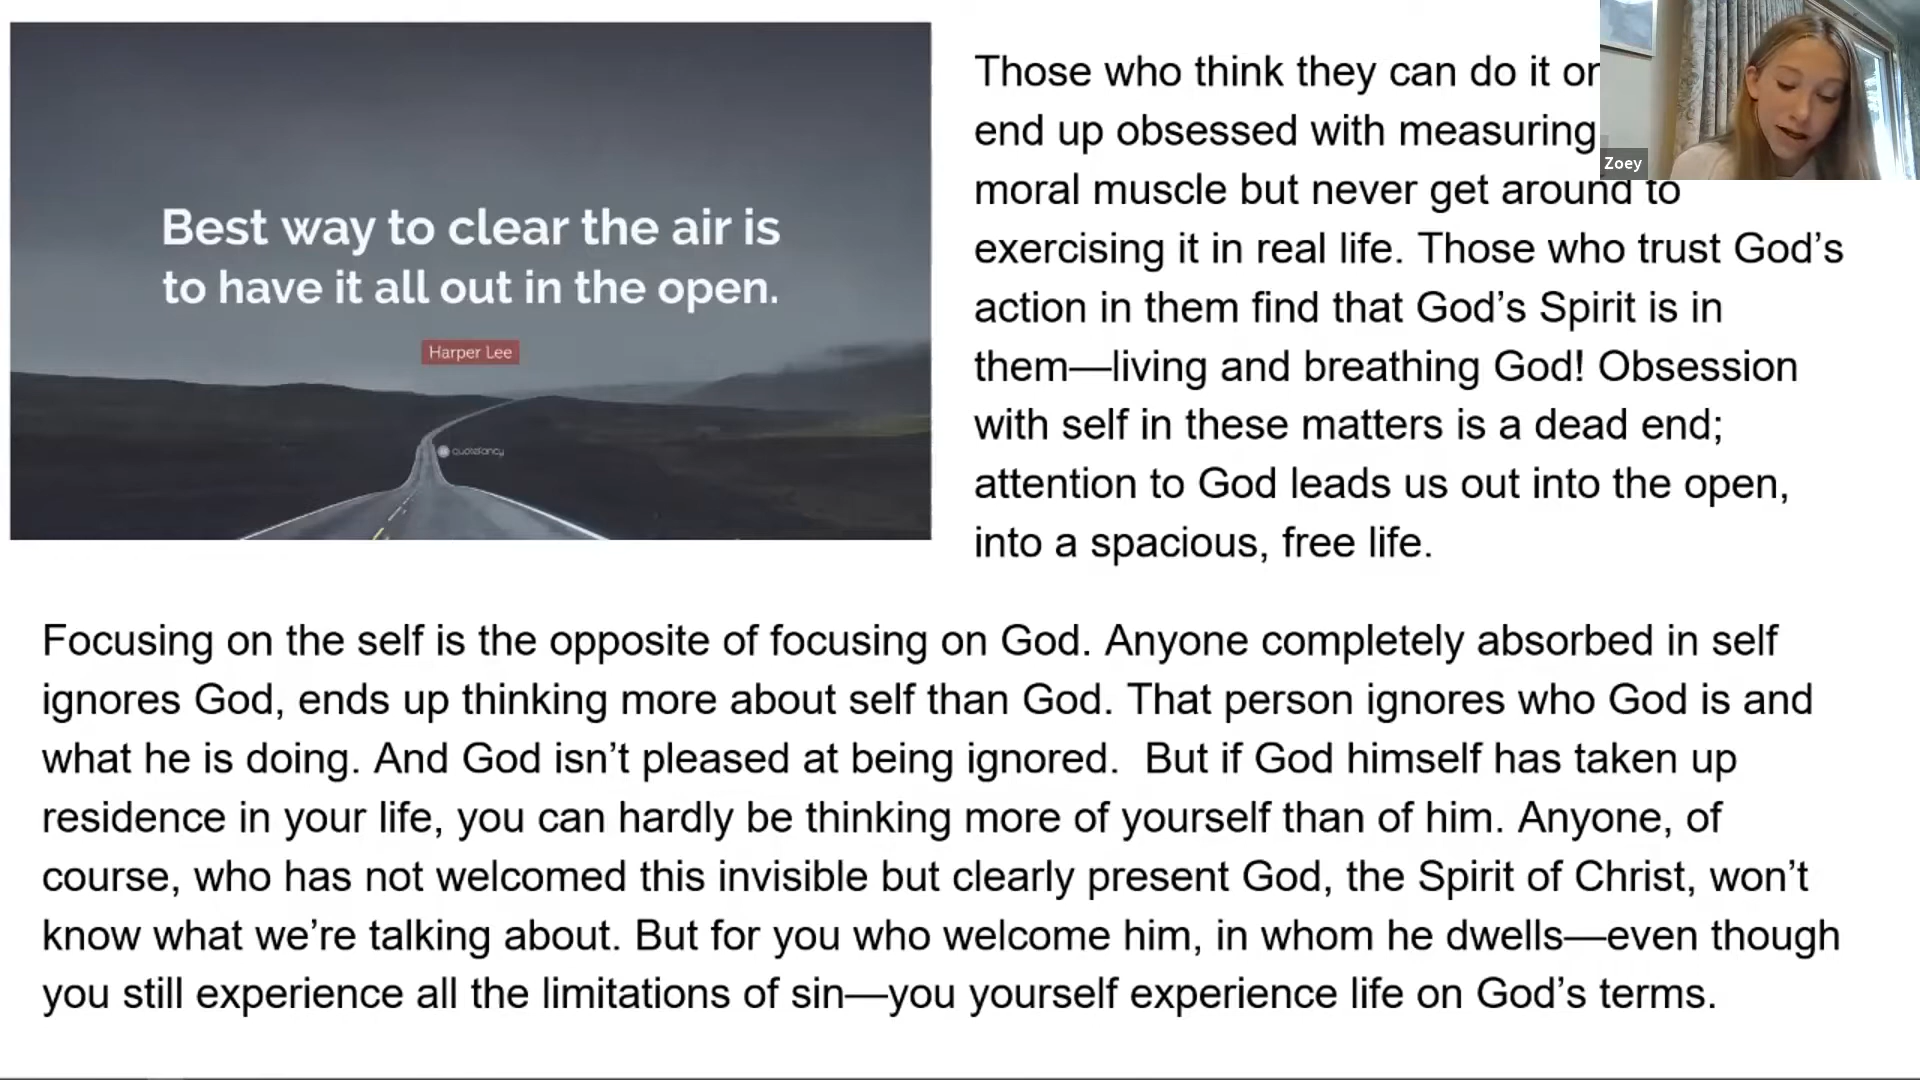 Best way to clear the air is
to have it all out in the open.
Harper Lee
quotefancy
Those who think they can do it
end up obsessed with measuring
moral muscle but never get around to
exercising it in real life. Those who trust God’s
action in them find that God’s Spirit is in
them—living and breathing God! Obsession
with self in these matters is a dead end;
attention to God leads us out into the open,
into a spacious, free life.
Zoey
Focusing on the self is the opposite of focusing on God. Anyone completely absorbed in self
ignores God, ends up thinking more about self than God. That person ignores who God is and
what he is doing. And God isn’t pleased at being ignored.  But if God himself has taken up
residence in your life, you can hardly be thinking more of yourself than of him. Anyone, of
course, who has not welcomed this invisible but clearly present God, the Spirit of Christ, won’t
know what we’re talking about. But for you who welcome him, in whom he dwells—even though
you still experience all the limitations of sin—you yourself experience life on God’s terms.